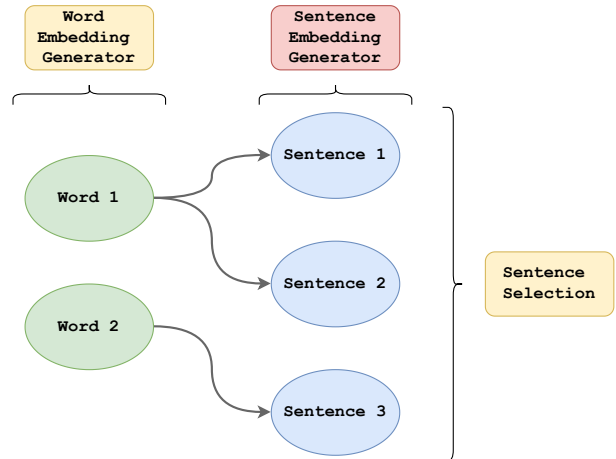 Word
Embedding
Generator
Sentence
Embedding
Generator
Word 1
Word 2
Sentence 1
Sentence 2
Sentence 3
Sentence
Selection